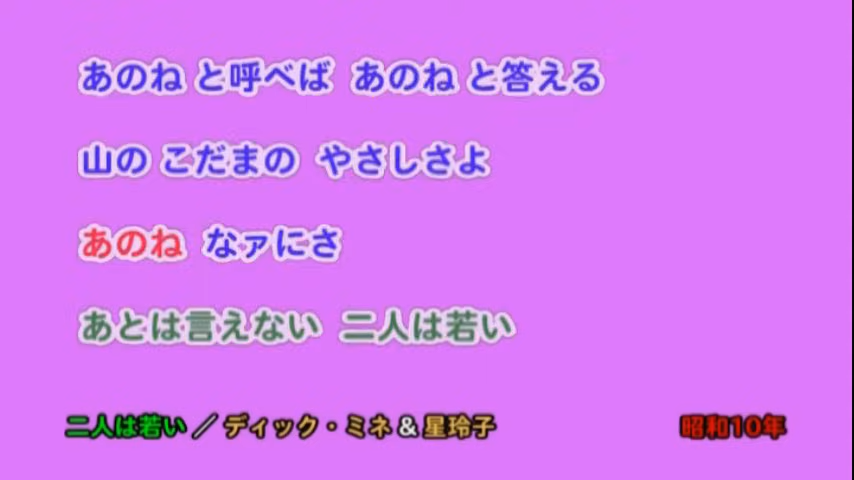 あのね と呼べば あのね と答える
山の こだまの やさしさよ
あのね なァにさ
あとは言えない 二人は若い
二人は若い ／ ディック・ミネ & 星玲子 昭和10年